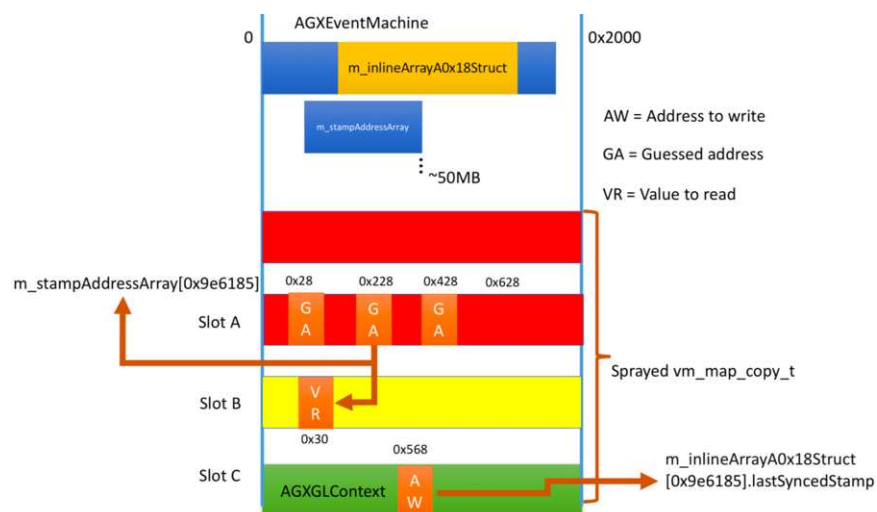 AGXEventMachine
0
0x2000
m_inlineArrayA0x18Struct
m_stampAddressArray
~50MB
AW = Address to write
GA = Guessed address
VR = Value to read
m_stampAddressArray[0x9e6185]
0x28
0x228
0x428
0x628
Slot A
G
A
G
A
G
A
Sprayed vm_map_copy_t
Slot B
V
R
0x30
0x568
Slot C
AGXGLContext
A
W
m_inlineArrayA0x18Struct
[0x9e6185].lastSyncedStamp